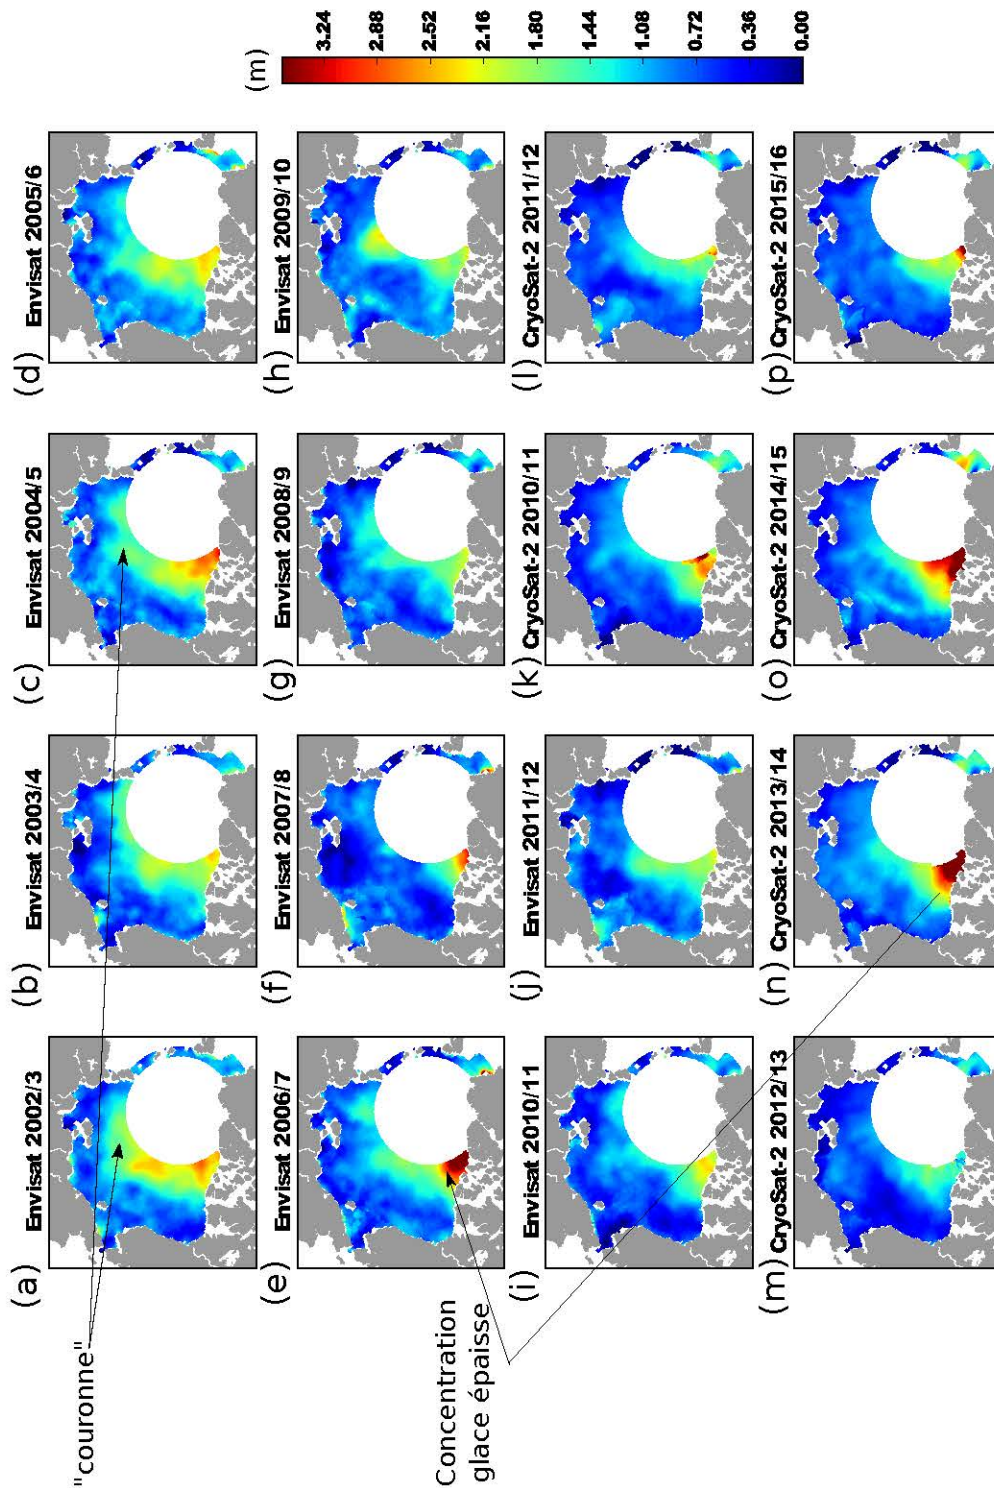 (a)
Envisat 2002/3
(b)
Envisat 2003/4
(c)
Envisat 2004/5
(d)
Envisat 2005/6
"couronne"
(e)
Envisat 2006/7
(f)
Envisat 2007/8
(g)
Envisat 2008/9
(h)
Envisat 2009/10
Concentration
glace épaisse
(i)
Envisat 2010/11
(j)
Envisat 2011/12
(k)
CryoSat-2 2010/11
(l)
CryoSat-2 2011/12
(m)
CryoSat-2 2012/13
(n)
CryoSat-2 2013/14
(o)
CryoSat-2 2014/15
(p)
CryoSat-2 2015/16
(m)
3.24
2.88
2.52
2.16
1.80
1.44
1.08
0.72
0.36
0.00